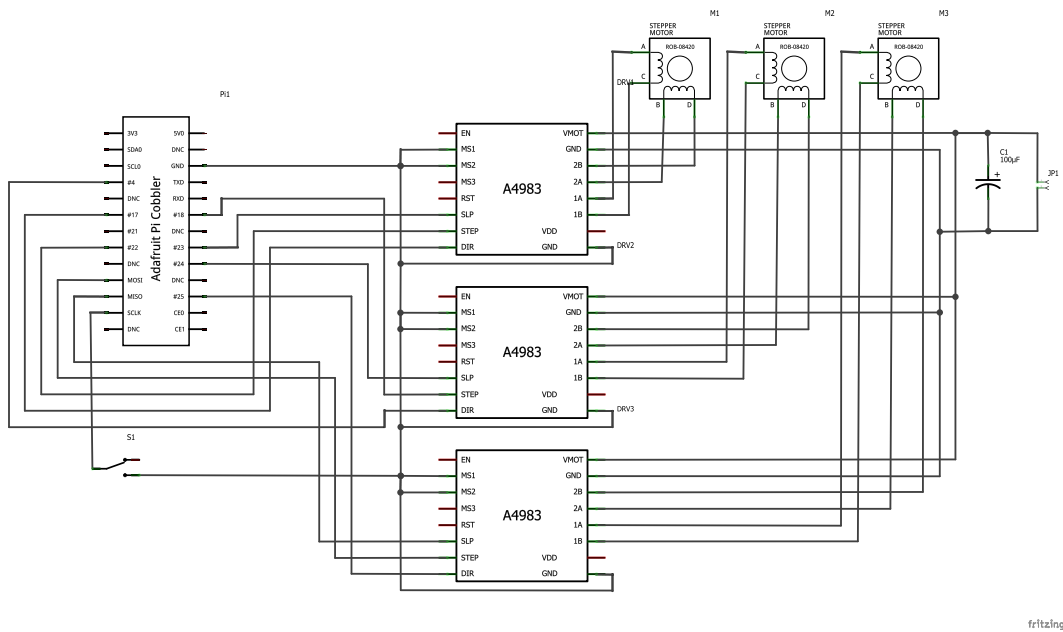 M1
M2
M3
STEPPER
MOTOR
STEPPER
MOTOR
STEPPER
MOTOR
ROB-08420
ROB-08420
ROB-08420
A
C
B
D
A
C
B
D
A
C
B
D
DRV1
Pi1
Adafruit Pi Cobbler
3V3
SDA0
SCL0
#4
DNC
#17
#21
#22
DNC
MOSI
MISO
SCLK
DNC
5V0
DNC
GND
TXD
RXD
#18
DNC
#23
#24
DNC
#25
CE0
CE1
A4983
EN
MS1
MS2
MS3
RST
SLP
STEP
DIR
VMOT
GND
2B
2A
1A
1B
VDD
GND
DRV2
A4983
EN
MS1
MS2
MS3
RST
SLP
STEP
DIR
VMOT
GND
2B
2A
1A
1B
VDD
GND
DRV3
A4983
EN
MS1
MS2
MS3
RST
SLP
STEP
DIR
VMOT
GND
2B
2A
1A
1B
VDD
GND
C1
100µF
+
JP1
S1
fritzing